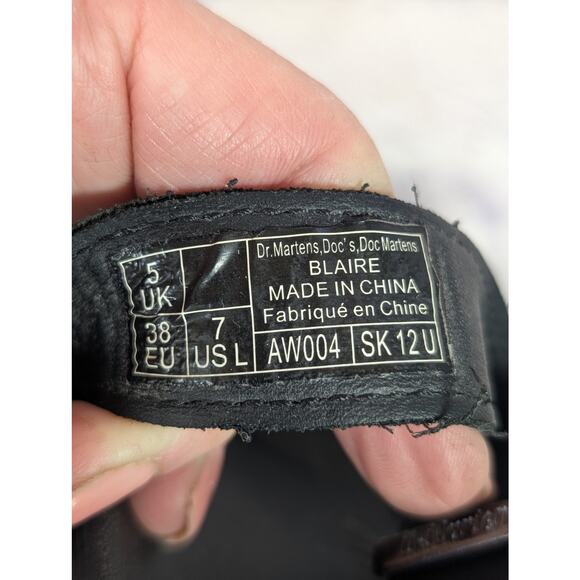 5
UK
38
EU
7
US L
Dr.Martens,Doc's,Doc Martens
BLAIRE
MADE IN CHINA
Fabriqué en Chine
AW004
SK 12 U